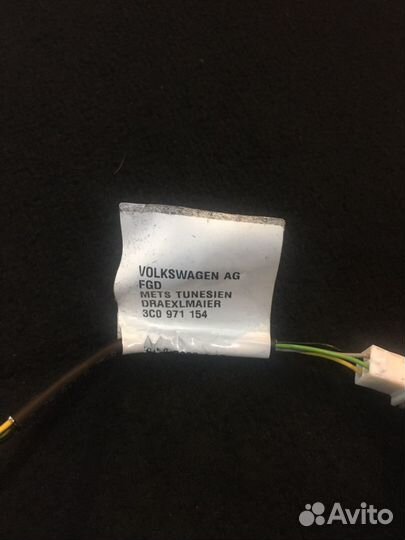 VOLKSWAGEN AG
FGD
METS TUNESIEN
DRAEXLMAIER
3C0 971 154
Avito